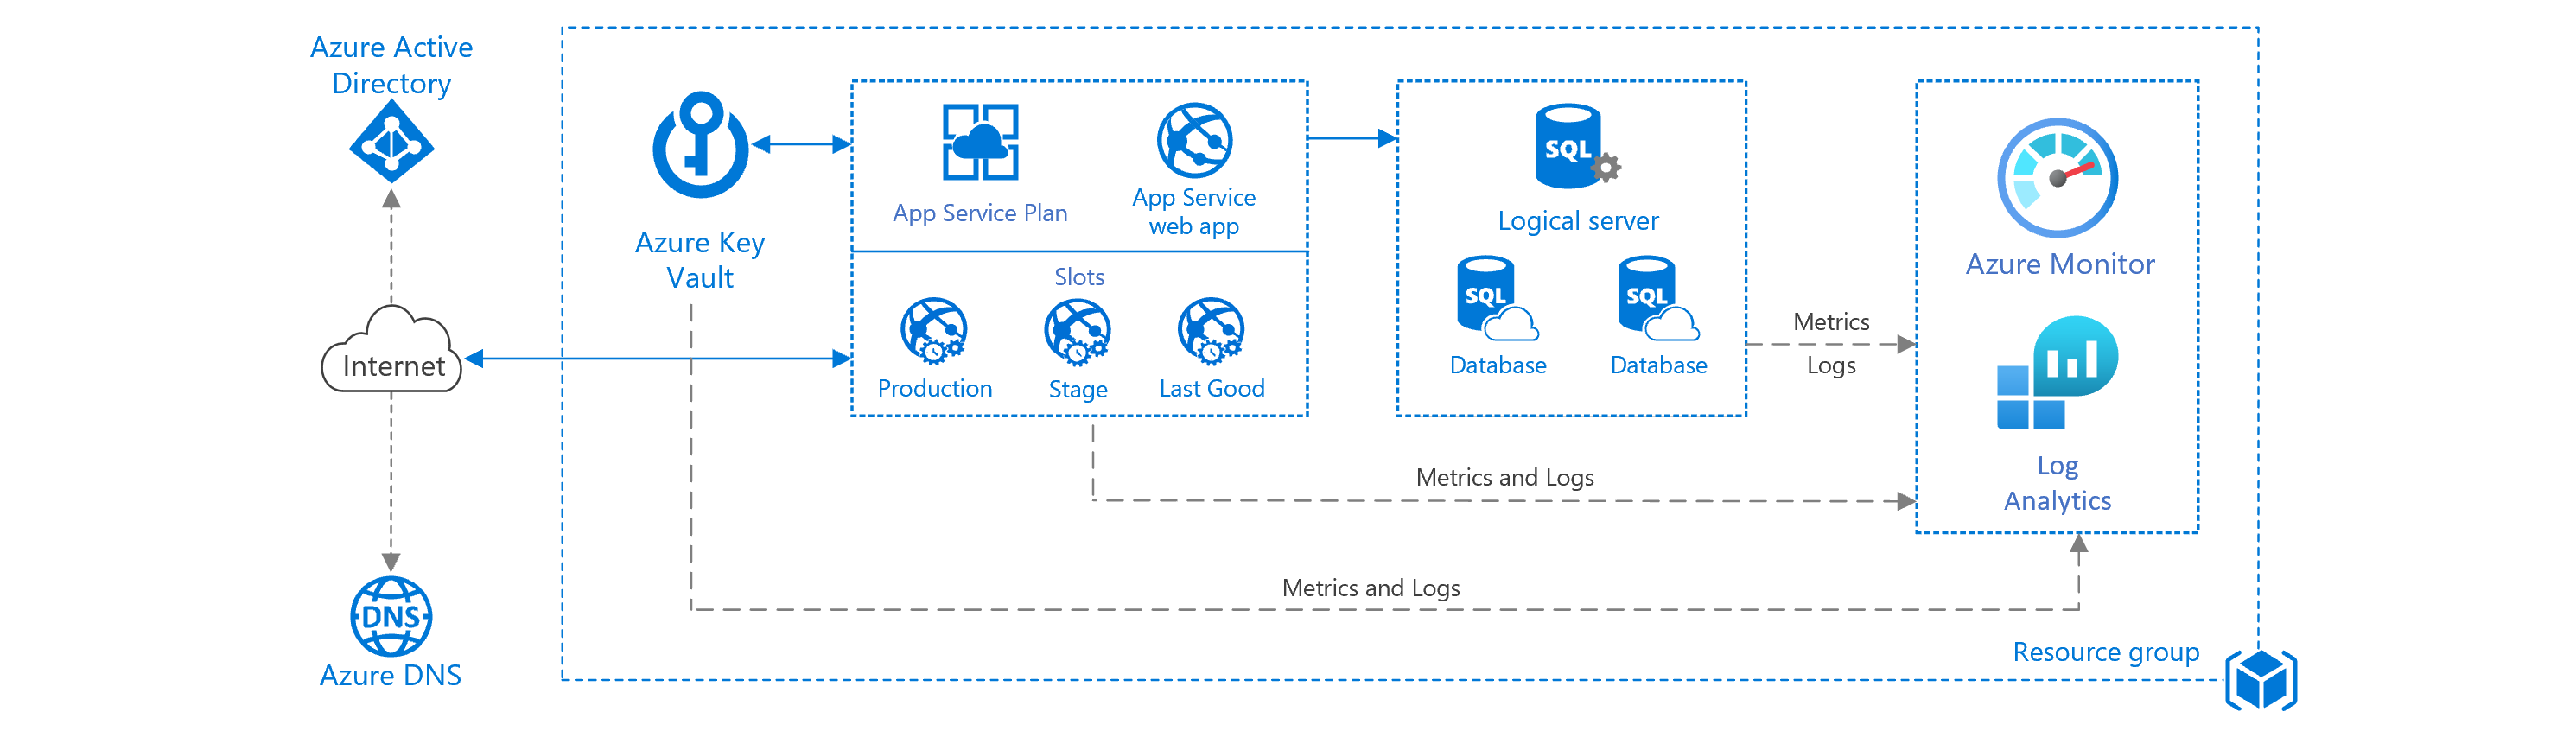 Azure Active
Directory
Internet
DNS
Azure DNS
Azure Key
Vault
App Service Plan
App Service
web app
Slots
Production
Stage
Last Good
SQL
Logical server
SQL
Database
SQL
Database
Metrics
Logs
Azure Monitor
Log
Analytics
Metrics and Logs
Metrics and Logs
Resource group